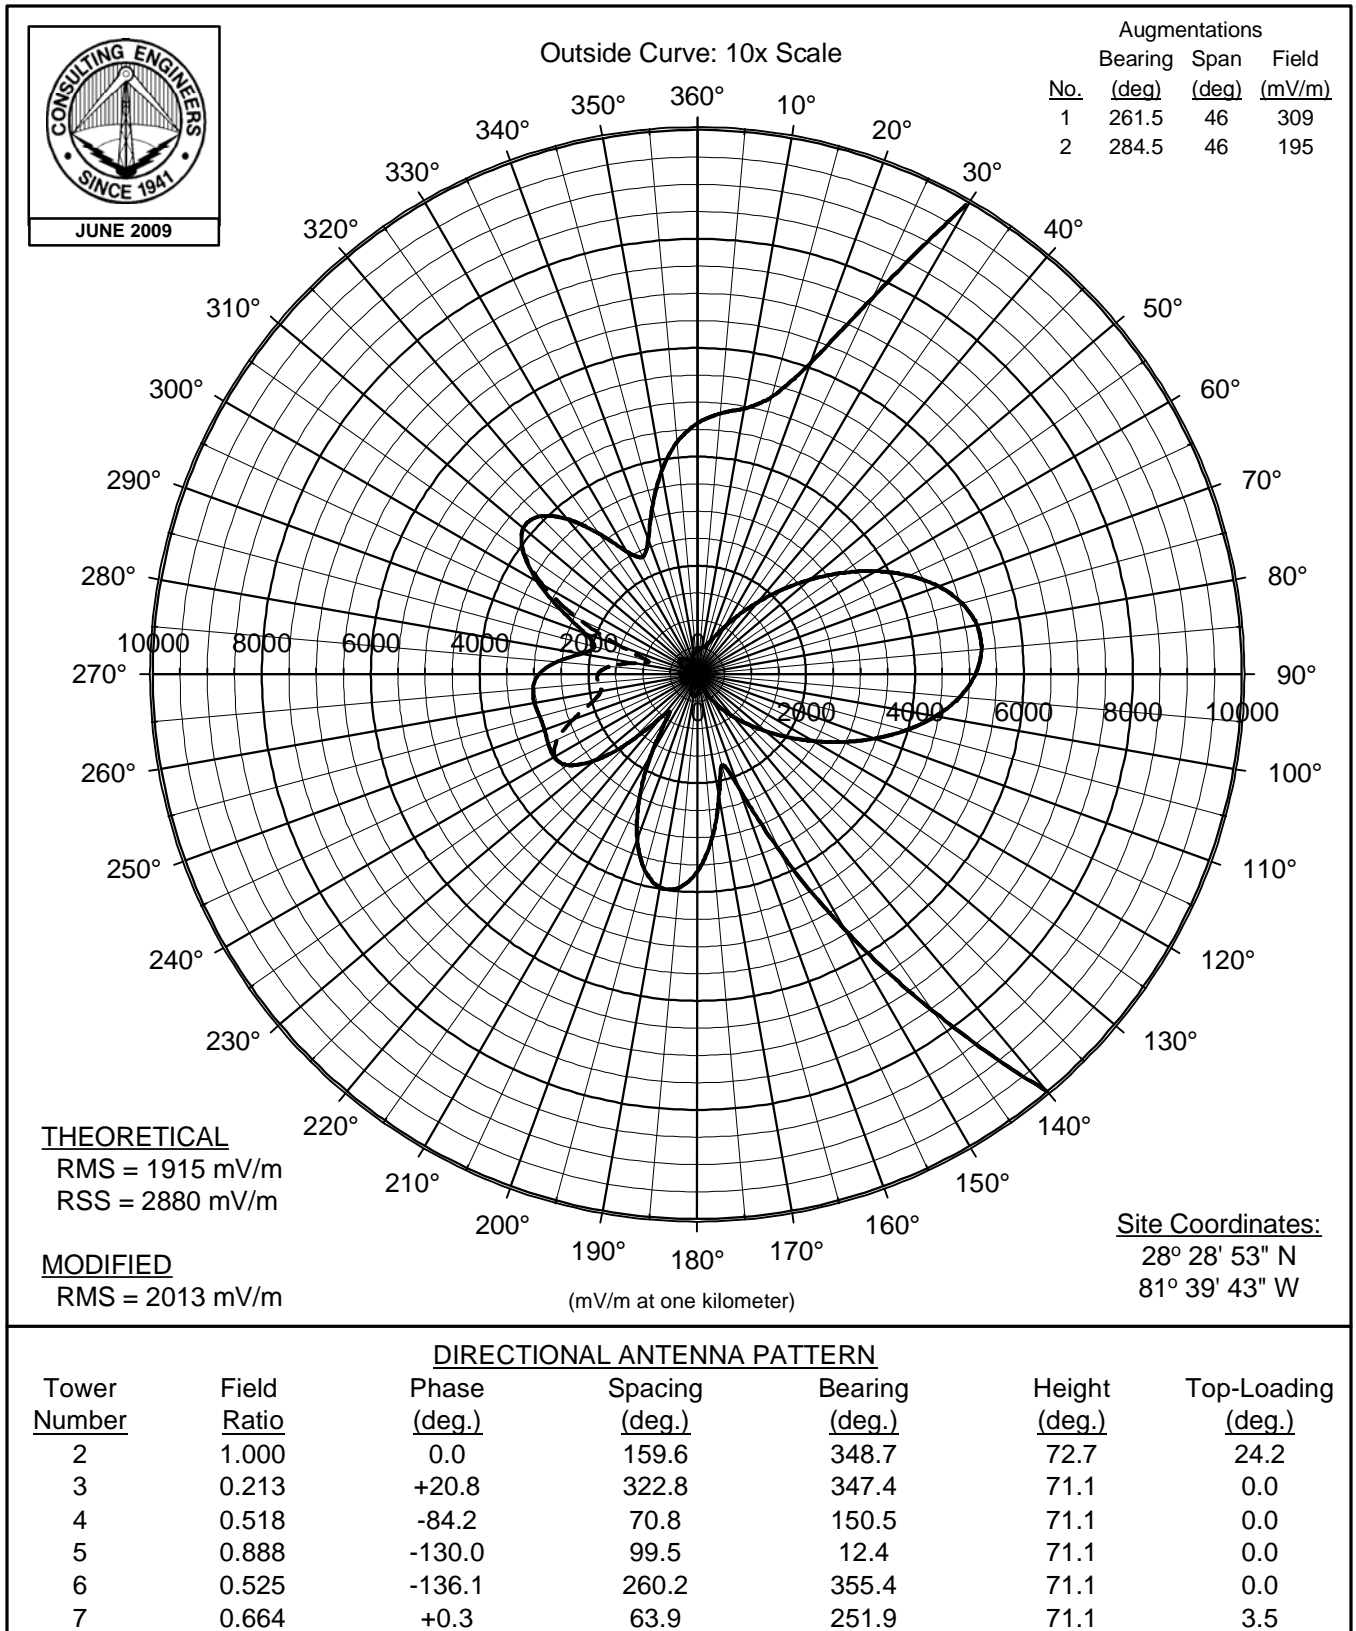 CONSULTING ENGINEERS
• SINCE 1941 •
JUNE 2009
Outside Curve: 10x Scale
Augmentations
Bearing Span Field
No. (deg) (deg) (mV/m)
1 261.5 46 309
2 284.5 46 195
360°
10°
20°
30°
40°
50°
60°
70°
80°
90°
100°
110°
120°
130°
140°
150°
160°
170°
180°
190°
200°
210°
220°
230°
240°
250°
260°
270°
280°
290°
300°
310°
320°
330°
340°
350°
10000 8000 6000 4000 2000 0
0 2000 4000 6000 8000 10000
THEORETICAL
RMS = 1915 mV/m
RSS = 2880 mV/m
MODIFIED
RMS = 2013 mV/m
(mV/m at one kilometer)
Site Coordinates:
28° 28' 53" N
81° 39' 43" W
DIRECTIONAL ANTENNA PATTERN
Tower Field Phase Spacing Bearing Height Top-Loading
Number Ratio (deg.) (deg.) (deg.) (deg.) (deg.)
2 1.000 0.0 159.6 348.7 72.7 24.2
3 0.213 +20.8 322.8 347.4 71.1 0.0
4 0.518 -84.2 70.8 150.5 71.1 0.0
5 0.888 -130.0 99.5 12.4 71.1 0.0
6 0.525 -136.1 260.2 355.4 71.1 0.0
7 0.664 +0.3 63.9 251.9 71.1 3.5